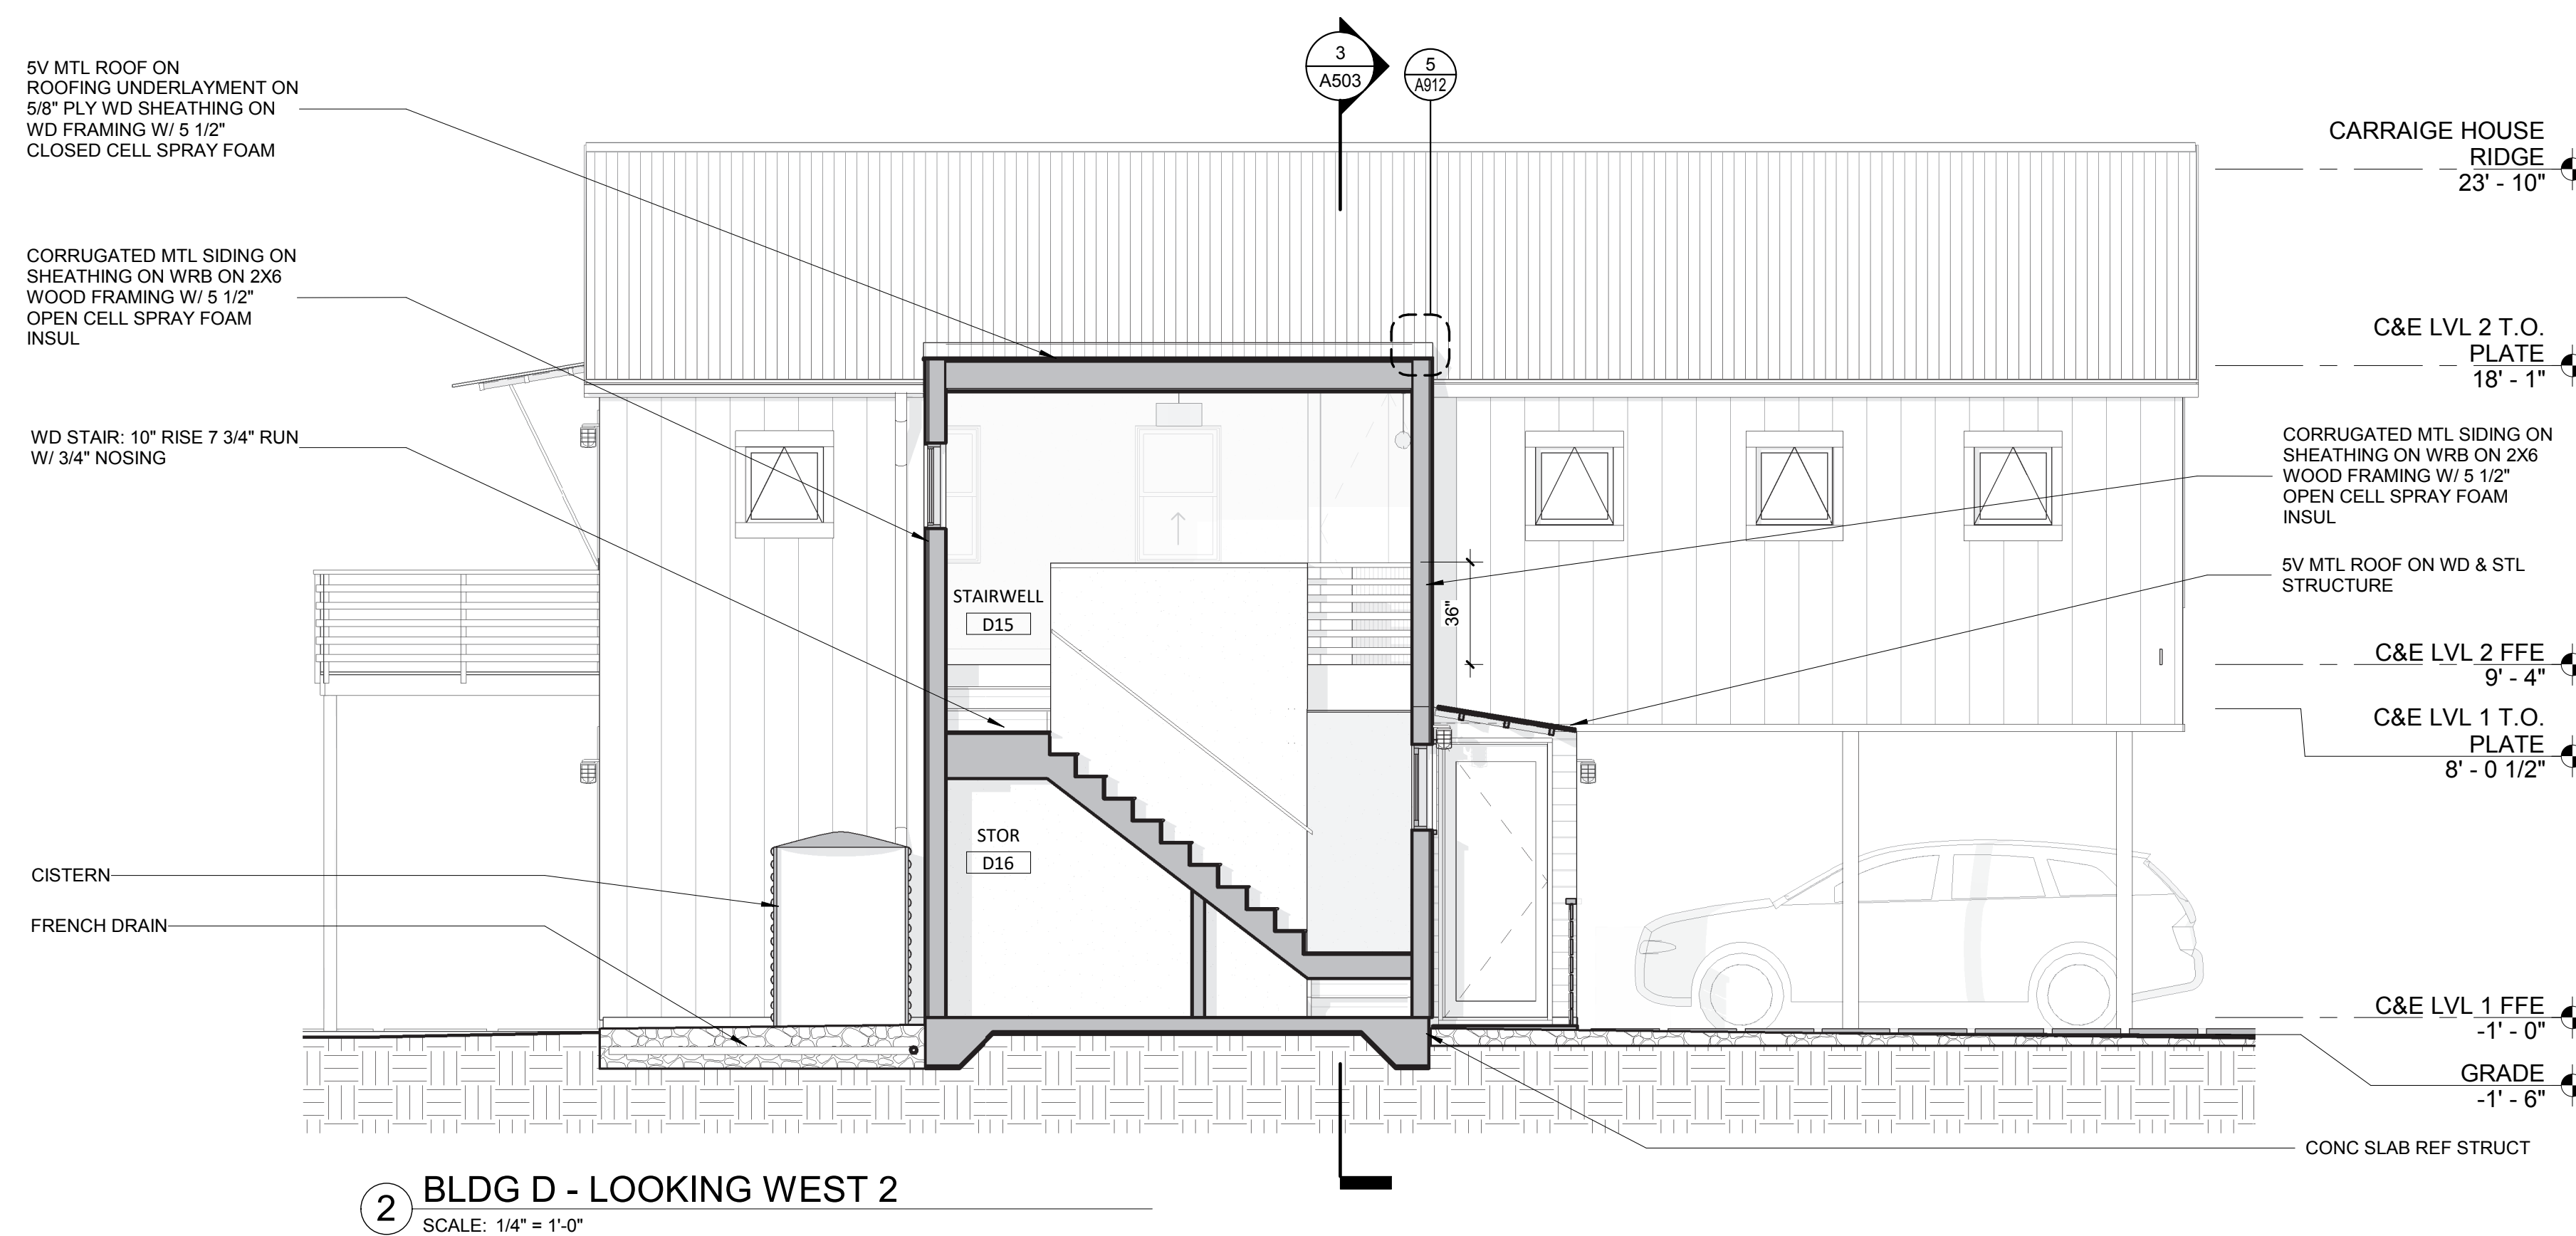 3
A503
5
A912
5V MTL ROOF ON
ROOFING UNDERLAYMENT ON
5/8" PLY WD SHEATHING ON
WD FRAMING W/ 5 1/2"
CLOSED CELL SPRAY FOAM
CORRUGATED MTL SIDING ON
SHEATHING ON WRB ON 2X6
WOOD FRAMING W/ 5 1/2"
OPEN CELL SPRAY FOAM
INSUL
WD STAIR: 10" RISE 7 3/4" RUN
W/ 3/4" NOSING
CISTERN
FRENCH DRAIN
STAIRWELL
D15
STOR
D16
36"
CARRAIGE HOUSE
RIDGE
23' - 10"
C&E LVL 2 T.O.
PLATE
18' - 1"
CORRUGATED MTL SIDING ON
SHEATHING ON WRB ON 2X6
WOOD FRAMING W/ 5 1/2"
OPEN CELL SPRAY FOAM
INSUL
5V MTL ROOF ON WD & STL
STRUCTURE
C&E LVL 2 FFE
9' - 4"
C&E LVL 1 T.O.
PLATE
8' - 0 1/2"
C&E LVL 1 FFE
-1' - 0"
GRADE
-1' - 6"
CONC SLAB REF STRUCT
2
BLDG D - LOOKING WEST 2
SCALE: 1/4" = 1'-0"